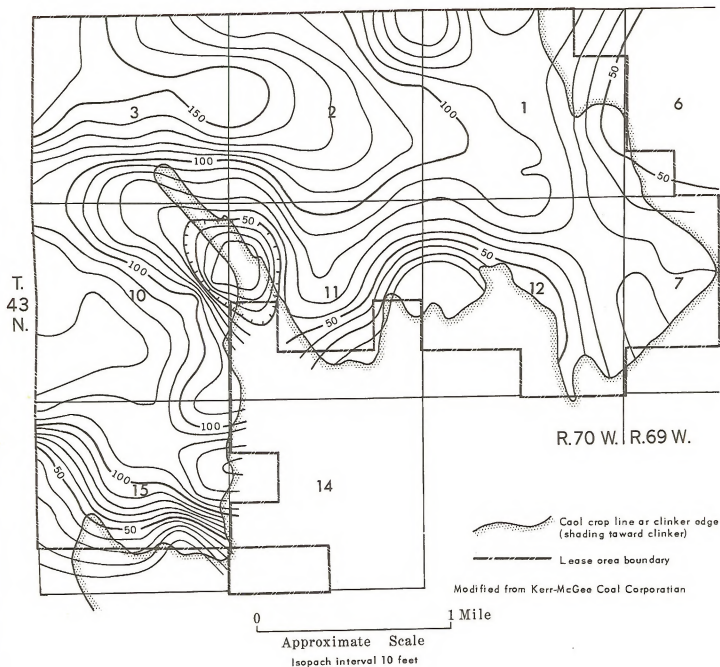 50
3
150
2
100
1
6
100
50
50
50
T.
43
N.
100
10
11
12
7
50
100
R.70 W. R.69 W.
50
100
15
50
14
Coal crop line or clinker edge
(shading toward clinker)
Lease area boundary
Modified from Kerr-McGee Coal Corporation
0 1 Mile
Approximate Scale
Isopach interval 10 feet